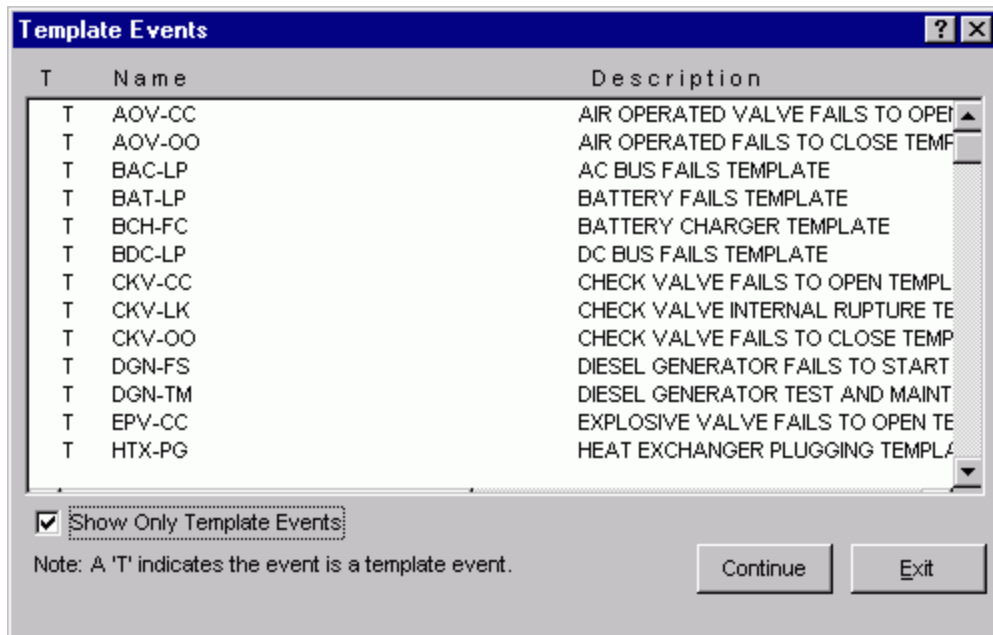 Template Events
T Name Description
T AOV-CC AIR OPERATED VALVE FAILS TO OPEN
T AOV-OO AIR OPERATED FAILS TO CLOSE TEMP
T BAC-LP AC BUS FAILS TEMPLATE
T BAT-LP BATTERY FAILS TEMPLATE
T BCH-FC BATTERY CHARGER TEMPLATE
T BDC-LP DC BUS FAILS TEMPLATE
T CKV-CC CHECK VALVE FAILS TO OPEN TEMPL
T CKV-LK CHECK VALVE INTERNAL RUPTURE TE
T CKV-OO CHECK VALVE FAILS TO CLOSE TEMP
T DGN-FS DIESEL GENERATOR FAILS TO START
T DGN-TM DIESEL GENERATOR TEST AND MAINT
T EPV-CC EXPLOSIVE VALVE FAILS TO OPEN TE
T HTX-PG HEAT EXCHANGER PLUGGING TEMPLA
Show Only Template Events
Note: A 'T' indicates the event is a template event.
Continue Exit